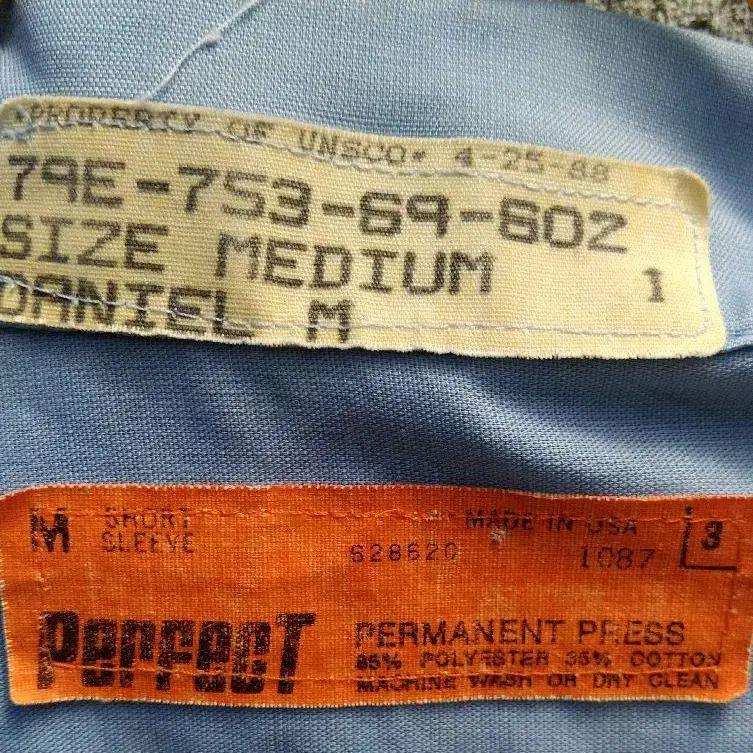 PROPERTY OF UNSCO* 4-25-88
79E-753-69-60Z
SIZE MEDIUM 1
DANIEL M
M SHORT SLEEVE
MADE IN USA
628620 1087 3
PerfecT
PERMANENT PRESS
65% POLYESTER 35% COTTON
MACHINE WASH OR DRY CLEAN